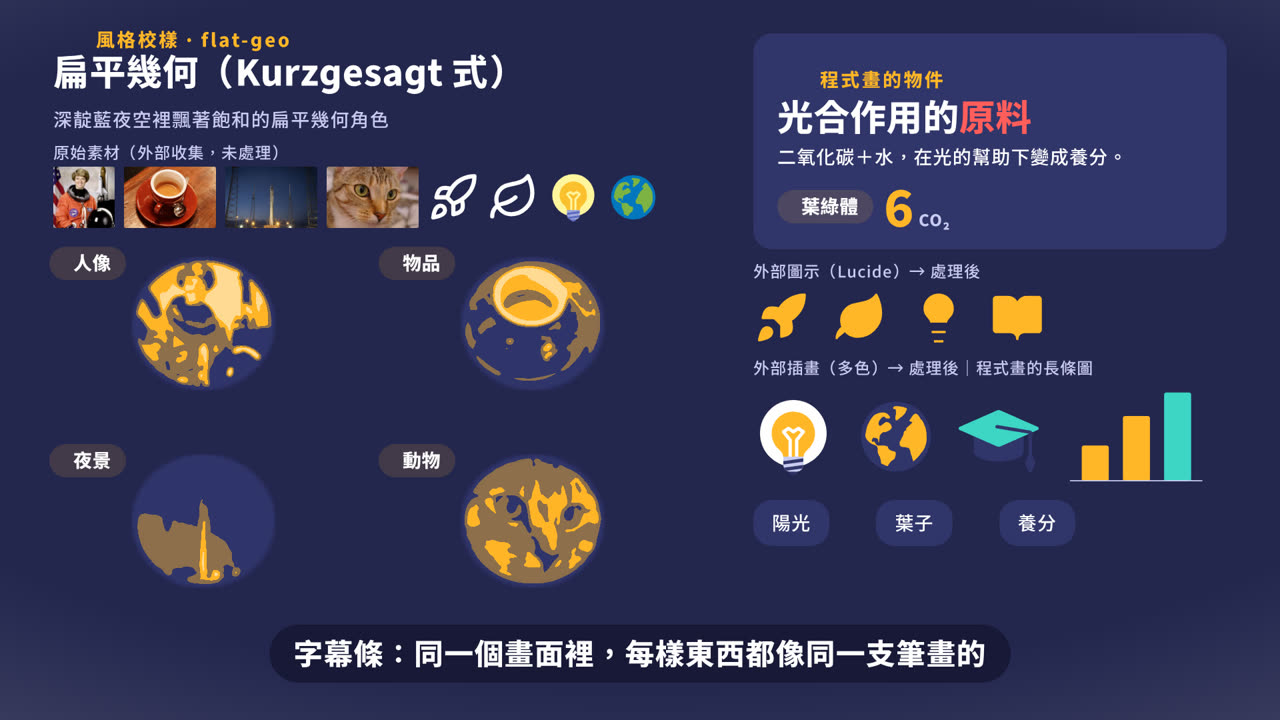 風格校樣・flat-geo
扁平幾何（Kurzgesagt 式）
深靛藍夜空裡飄著飽和的扁平幾何角色
原始素材（外部收集，未處理）
人像
物品
夜景
動物
程式畫的物件
光合作用的原料
二氧化碳＋水，在光的幫助下變成養分。
葉綠體
6 CO₂
外部圖示（Lucide）→ 處理後
外部插畫（多色）→ 處理後｜程式畫的長條圖
陽光
葉子
養分
字幕條：同一個畫面裡，每樣東西都像同一支筆畫的